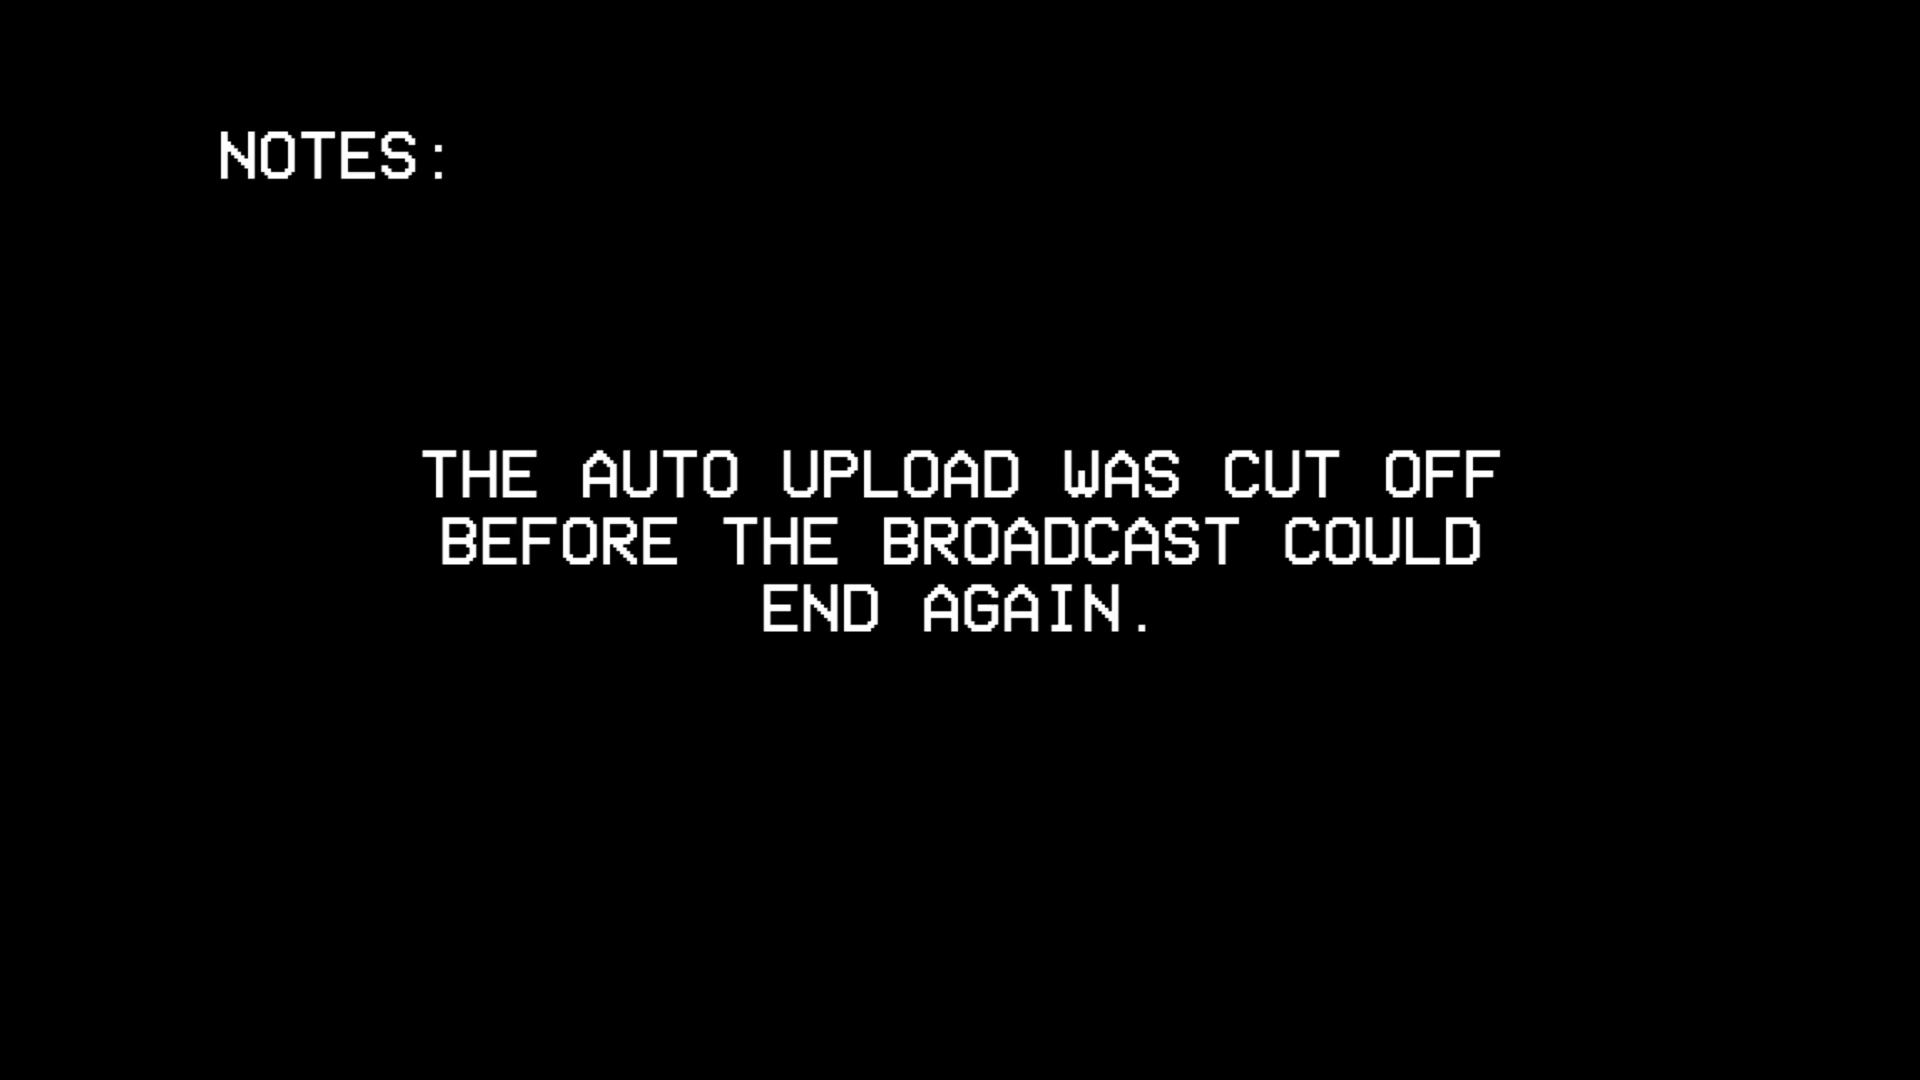 NOTES:
THE AUTO UPLOAD WAS CUT OFF
BEFORE THE BROADCAST COULD
END AGAIN.